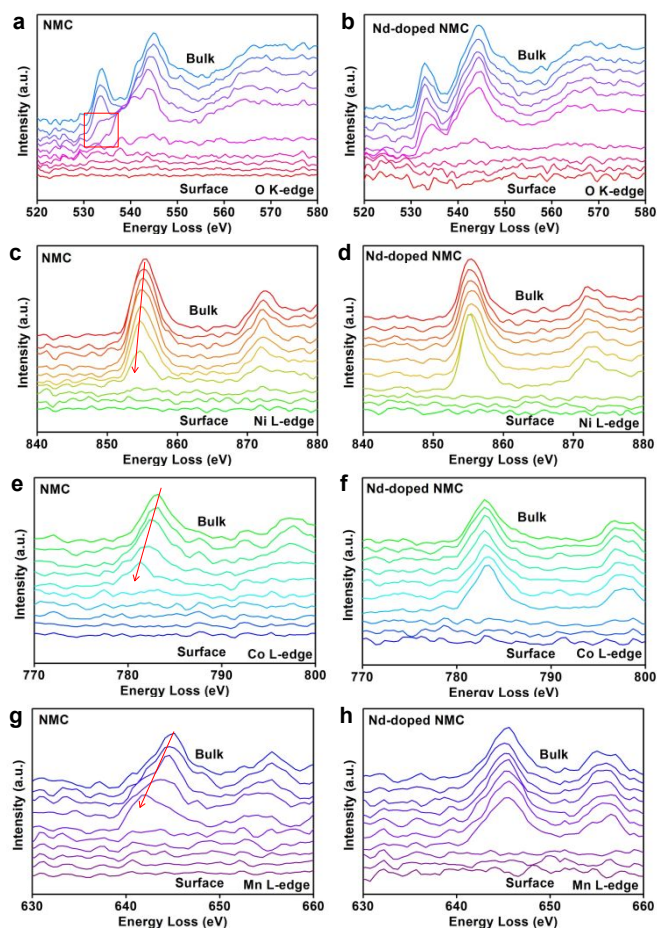 a
NMC
Bulk
Surface
O K-edge
Intensity (a.u.)
520 525 530 535 540 545 550 555 560 565 570 575 580
Energy Loss (eV)
b
Nd-doped NMC
Bulk
Surface
O K-edge
Intensity (a.u.)
520 530 540 550 560 570 580
Energy Loss (eV)
c
NMC
Bulk
Surface
Ni L-edge
Intensity (a.u.)
840 850 860 870 880
Energy Loss (eV)
d
Nd-doped NMC
Bulk
Surface
Ni L-edge
Intensity (a.u.)
840 850 860 870 880
Energy Loss (eV)
e
NMC
Bulk
Surface
Co L-edge
Intensity (a.u.)
770 780 790 800
Energy Loss (eV)
f
Nd-doped NMC
Bulk
Surface
Co L-edge
Intensity (a.u.)
770 780 790 800
Energy Loss (eV)
g
NMC
Bulk
Surface
Mn L-edge
Intensity (a.u.)
630 640 650 660
Energy Loss (eV)
h
Nd-doped NMC
Bulk
Surface
Mn L-edge
Intensity (a.u.)
630 640 650 660
Energy Loss (eV)